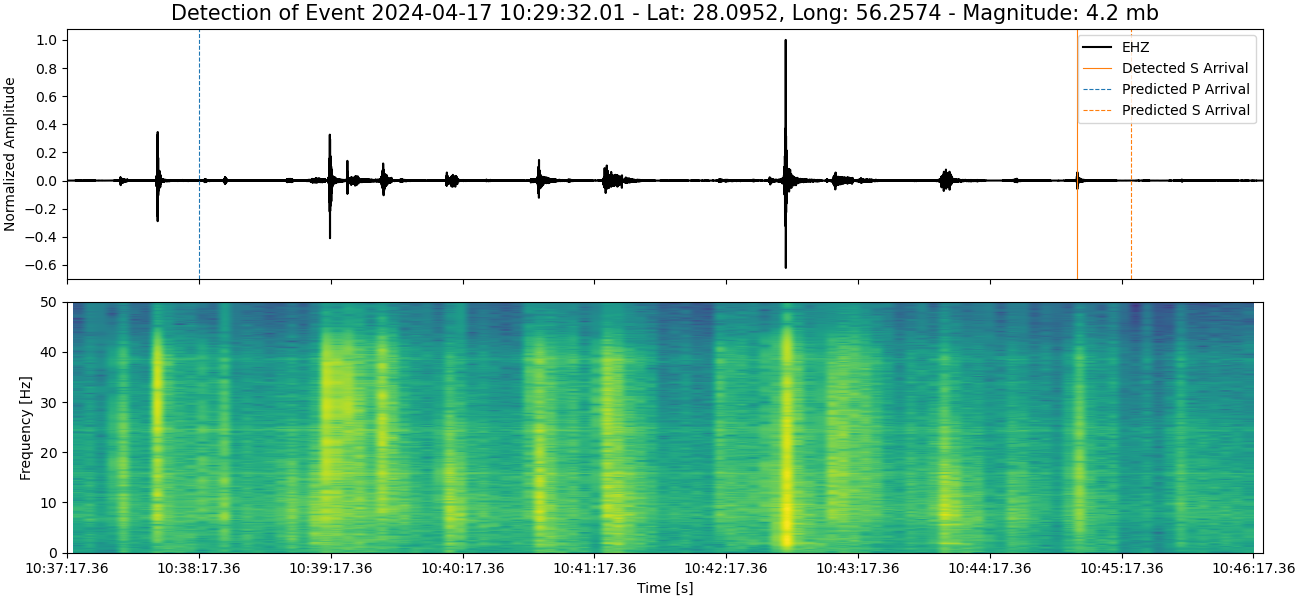 Detection of Event 2024-04-17 10:29:32.01 - Lat: 28.0952, Long: 56.2574 - Magnitude: 4.2 mb
Normalized Amplitude
1.0
0.8
0.6
0.4
0.2
0.0
−0.2
−0.4
−0.6
EHZ
Detected S Arrival
Predicted P Arrival
Predicted S Arrival
Frequency [Hz]
50
40
30
20
10
0
10:37:17.36 10:38:17.36 10:39:17.36 10:40:17.36 10:41:17.36 10:42:17.36 10:43:17.36 10:44:17.36 10:45:17.36 10:46:17.36
Time [s]